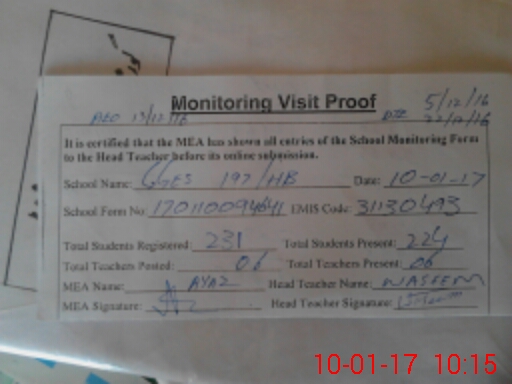 Monitoring Visit Proof
AEO 13/12/16 DTE 5/12/16
22/12/16
It is certified that the MEA has shown all entries of the School Monitoring Form
to the Head Teacher before its online submission.
School Name: GGES 197/HB Date: 10-01-17
School Form No: EMIS Code: 31130493
Total Students Registered: 231 Total Students Present: 224
Total Teachers Posted: 06 Total Teachers Present: 06
MEA Name: AYAZ Head Teacher Name: WASEEM
MEA Signature: Head Teacher Signature:
10-01-17 10:15